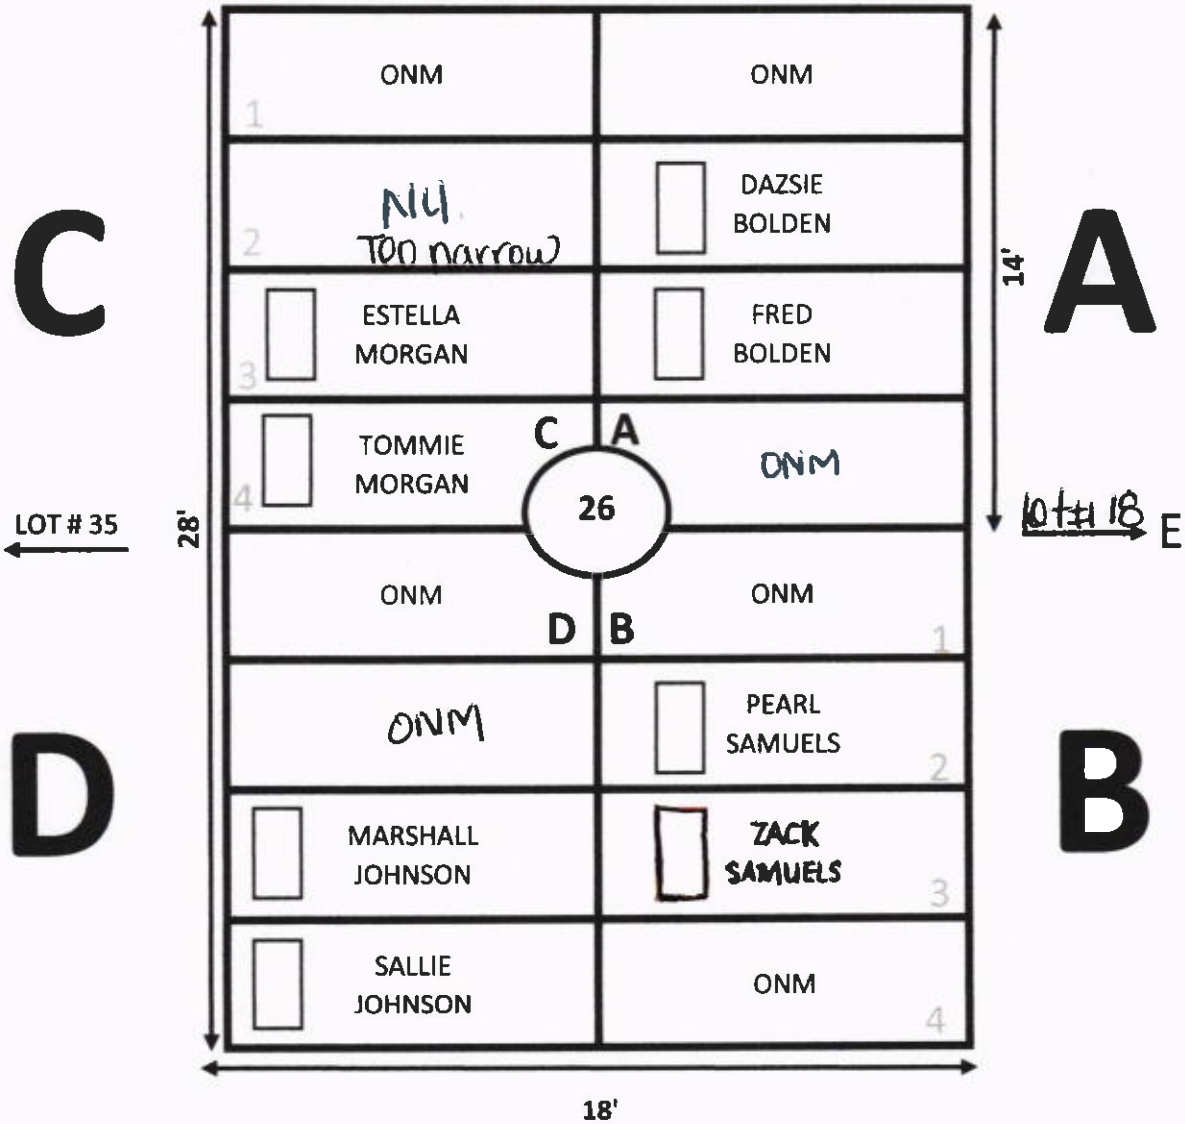 ONM
ONM
1
DAZSIE
BOLDEN
2
Too narrow
C
A
ESTELLA
MORGAN
3
FRED
BOLDEN
14'
TOMMIE
MORGAN
4
C A
ONM
26
28'
LOT # 35
Lot # 18
E
ONM
D B
ONM
1
ONM
PEARL
SAMUELS
2
D
B
MARSHALL
JOHNSON
ZACK
SAMUELS
3
SALLIE
JOHNSON
ONM
4
18'